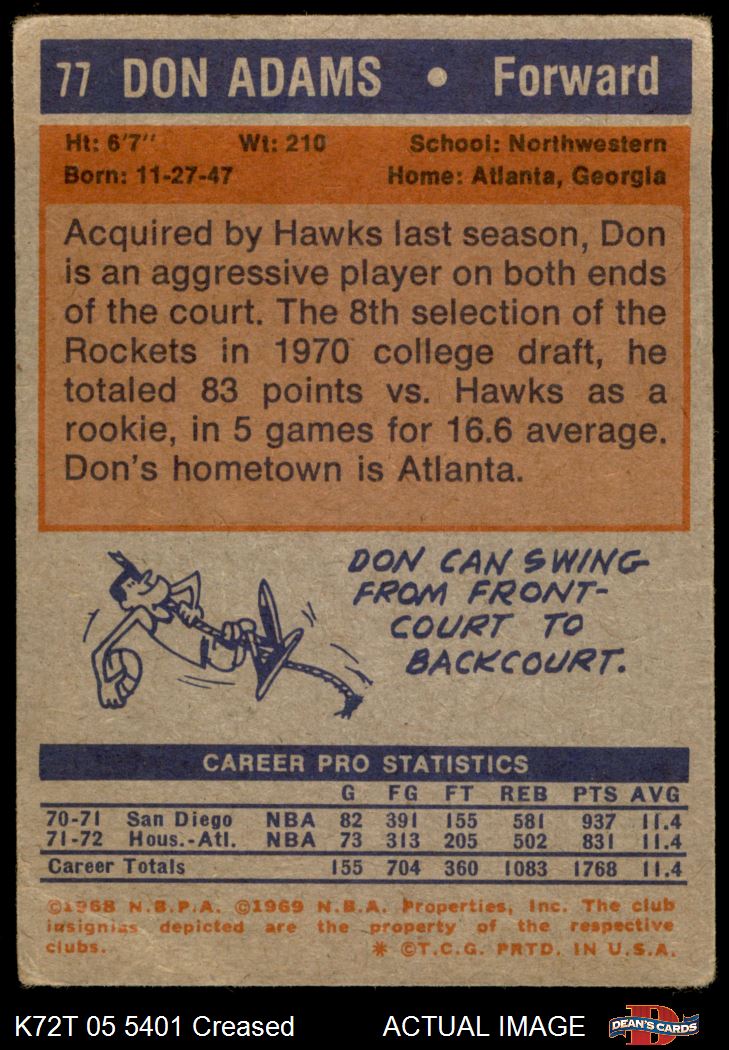 77 DON ADAMS • Forward
Ht: 6'7" Wt: 210 School: Northwestern
Born: 11-27-47 Home: Atlanta, Georgia
Acquired by Hawks last season, Don
is an aggressive player on both ends
of the court. The 8th selection of the
Rockets in 1970 college draft, he
totaled 83 points vs. Hawks as a
rookie, in 5 games for 16.6 average.
Don's hometown is Atlanta.
DON CAN SWING
FROM FRONT-
COURT TO
BACKCOURT.
CAREER PRO STATISTICS
G FG FT REB PTS AVG
70-71 San Diego NBA 82 391 155 581 937 11.4
71-72 Hous.-Atl. NBA 73 313 205 502 831 11.4
Career Totals 155 704 360 1083 1768 11.4
©1968 N.B.P.A. ©1969 N.B.A. Properties, Inc. The club
insignias depicted are the property of the respective
clubs. * ©T.C.G. PRTD. IN U.S.A.
K72T 05 5401 Creased ACTUAL IMAGE DEAN'S CARDS